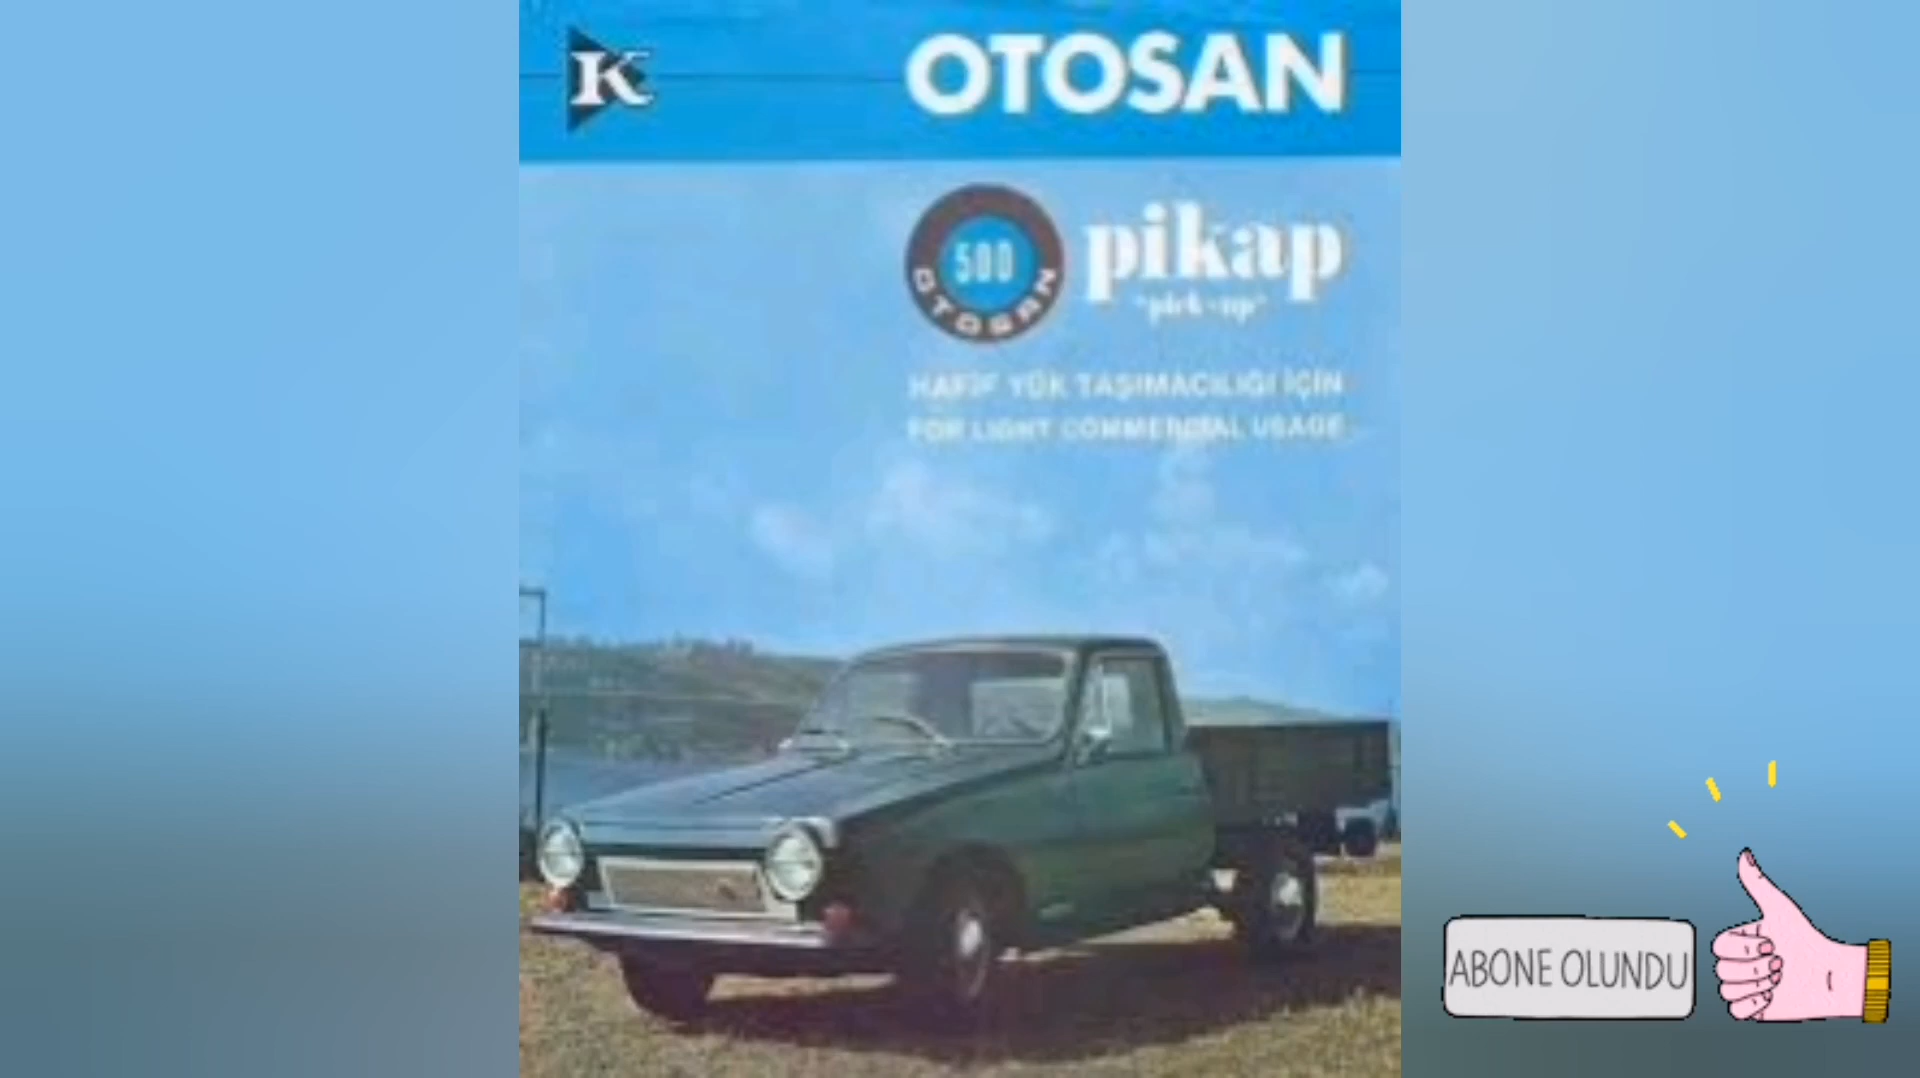 K
OTOSAN
500
OTOSAN
pikap
"pick-up"
HAFİF YÜK TAŞIMACILIĞI İÇİN
FOR LIGHT COMMERCIAL USAGE
ABONE OLUNDU